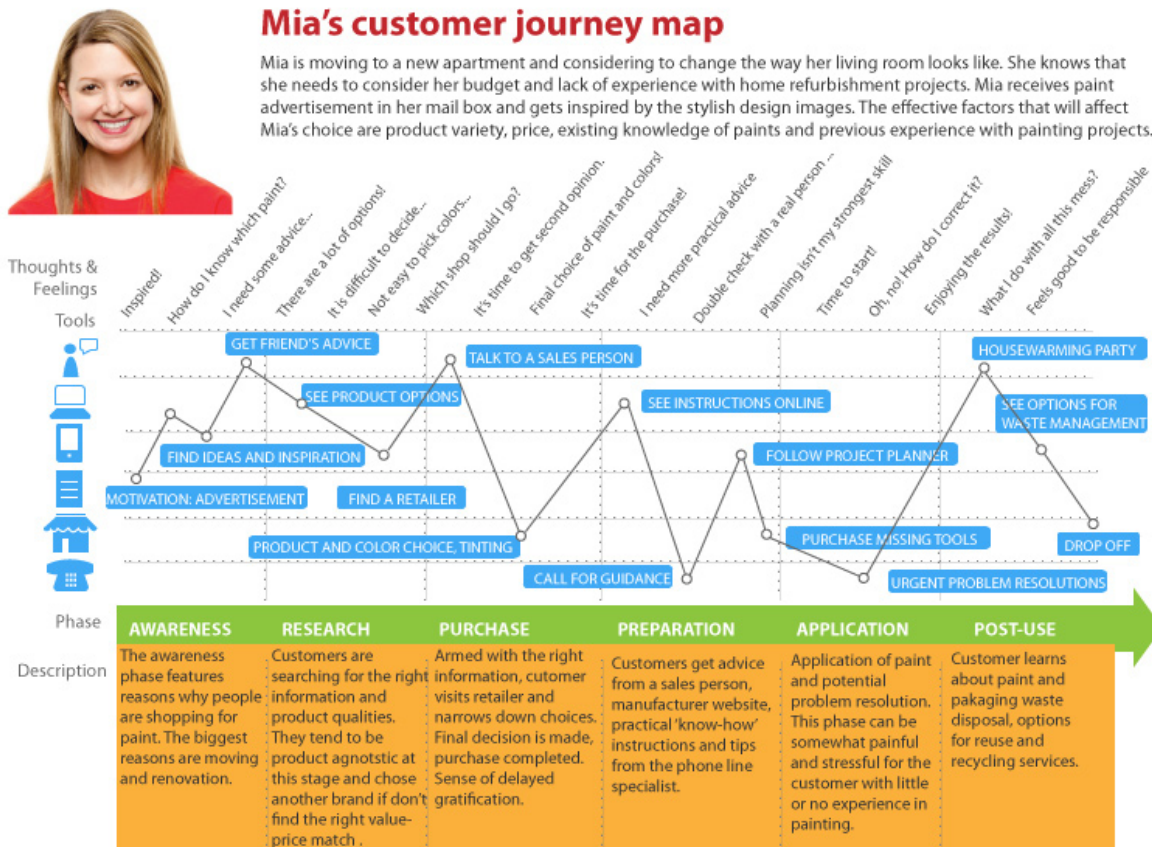 Mia's customer journey map
Mia is moving to a new apartment and considering to change the way her living room looks like. She knows that
she needs to consider her budget and lack of experience with home refurbishment projects. Mia receives paint
advertisement in her mail box and gets inspired by the stylish design images. The effective factors that will affect
Mia's choice are product variety, price, existing knowledge of paints and previous experience with painting projects.
Thoughts &
Feelings
Inspired!
How do I know which paint?
I need some advice...
There are a lot of options!
It is difficult to decide...
Not easy to pick colors...
Which shop should I go?
It's time to get second opinion.
Final choice of paint and colors!
It's time for the purchase!
I need more practical advice
Double check with a real person ...
Planning isn't my strongest skill
Time to start!
Oh, no! How do I correct it?
Enjoying the results!
What I do with all this mess?
Feels good to be responsible
Tools
GET FRIEND'S ADVICE
TALK TO A SALES PERSON
HOUSEWARMING PARTY
SEE PRODUCT OPTIONS
SEE INSTRUCTIONS ONLINE
SEE OPTIONS FOR
WASTE MANAGEMENT
FIND IDEAS AND INSPIRATION
FOLLOW PROJECT PLANNER
MOTIVATION: ADVERTISEMENT
FIND A RETAILER
PRODUCT AND COLOR CHOICE, TINTING
PURCHASE MISSING TOOLS
DROP OFF
CALL FOR GUIDANCE
URGENT PROBLEM RESOLUTIONS
Phase
AWARENESS
RESEARCH
PURCHASE
PREPARATION
APPLICATION
POST-USE
Description
The awareness
phase features
reasons why people
are shopping for
paint. The biggest
reasons are moving
and renovation.
Customers are
searching for the right
information and
product qualities.
They tend to be
product agnotstic at
this stage and chose
another brand if don't
find the right value-
price match .
Armed with the right
information, cutomer
visits retailer and
narrows down choices.
Final decision is made,
purchase completed.
Sense of delayed
gratification.
Customers get advice
from a sales person,
manufacturer website,
practical 'know-how'
instructions and tips
from the phone line
specialist.
Application of paint
and potential
problem resolution.
This phase can be
somewhat painful
and stressful for the
customer with little
or no experience in
painting.
Customer learns
about paint and
pakaging waste
disposal, options
for reuse and
recycling services.